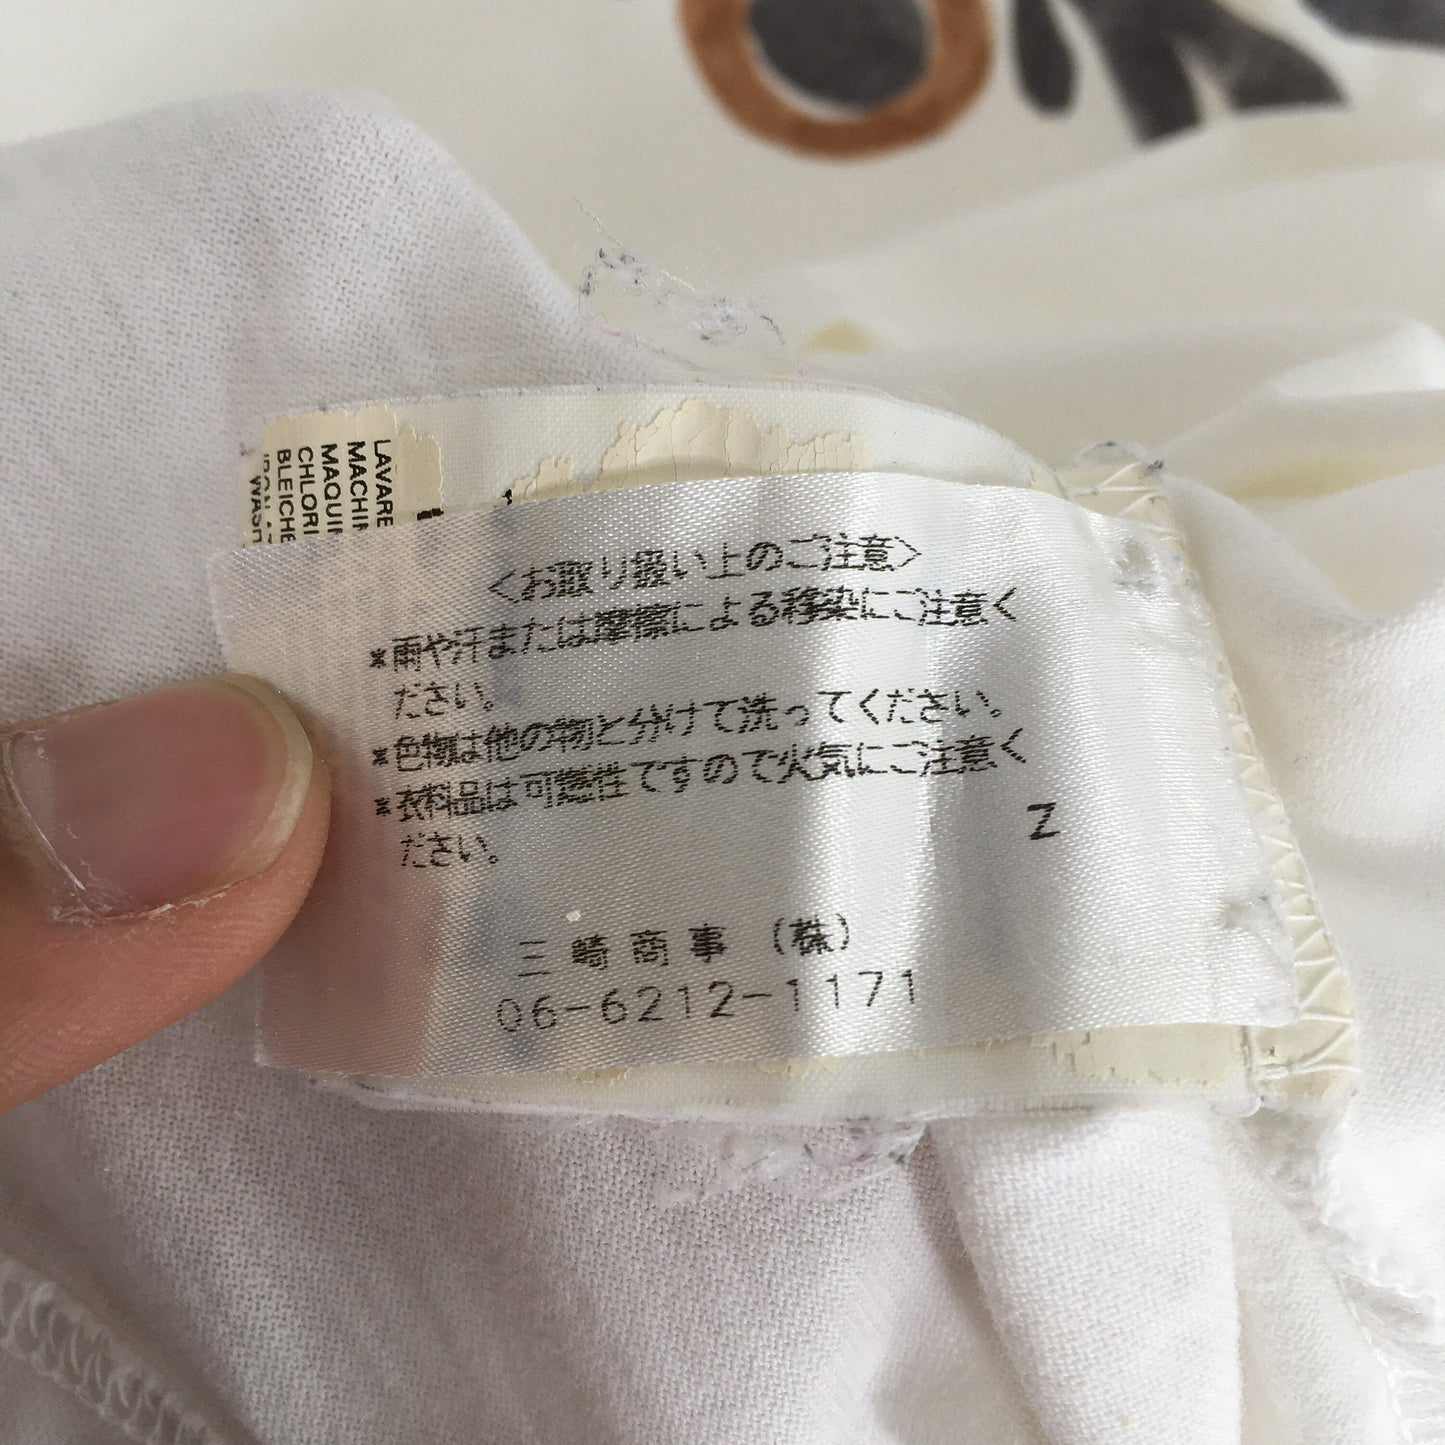 LAVARE
MACHIN
MAQUI
CHLORI
BLEICHE
WASH
<お取り扱い上のご注意>
*雨や汗または摩擦による移染にご注意く
ださい。
*色物は他の物と分けて洗ってください。
*衣料品は可燃性ですので火気にご注意く
ださい。
Z
三崎商事(株)
06-6212-1171